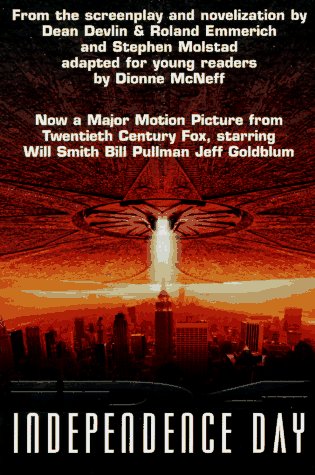 From the screenplay and novelization by
Dean Devlin & Roland Emmerich
and Stephen Molstad
adapted for young readers
by Dionne McNeff
Now a Major Motion Picture from
Twentieth Century Fox, starring
Will Smith Bill Pullman Jeff Goldblum
INDEPENDENCE DAY